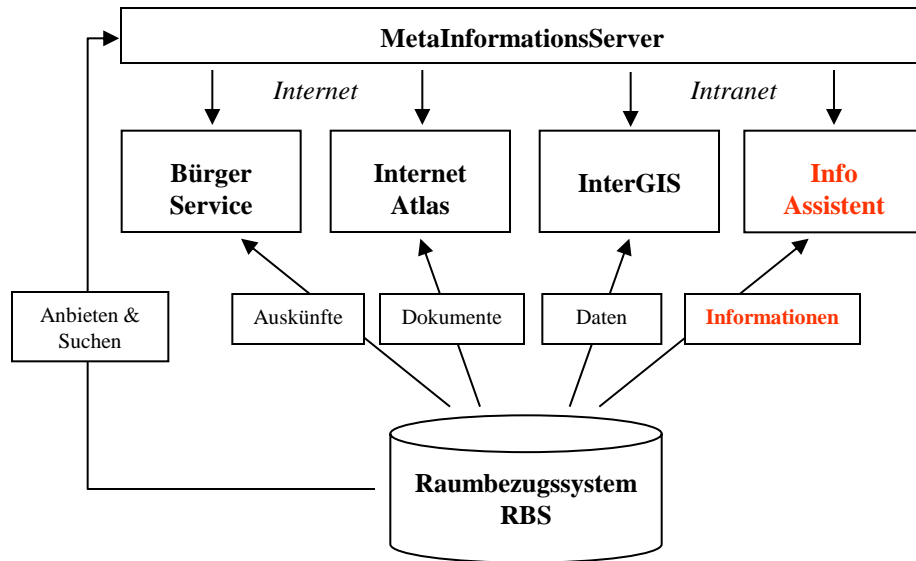 MetaInformationsServer
Internet
Intranet
Bürger
Service
Internet
Atlas
InterGIS
Info
Assistent
Anbieten &
Suchen
Auskünfte
Dokumente
Daten
Informationen
Raumbezugssystem
RBS